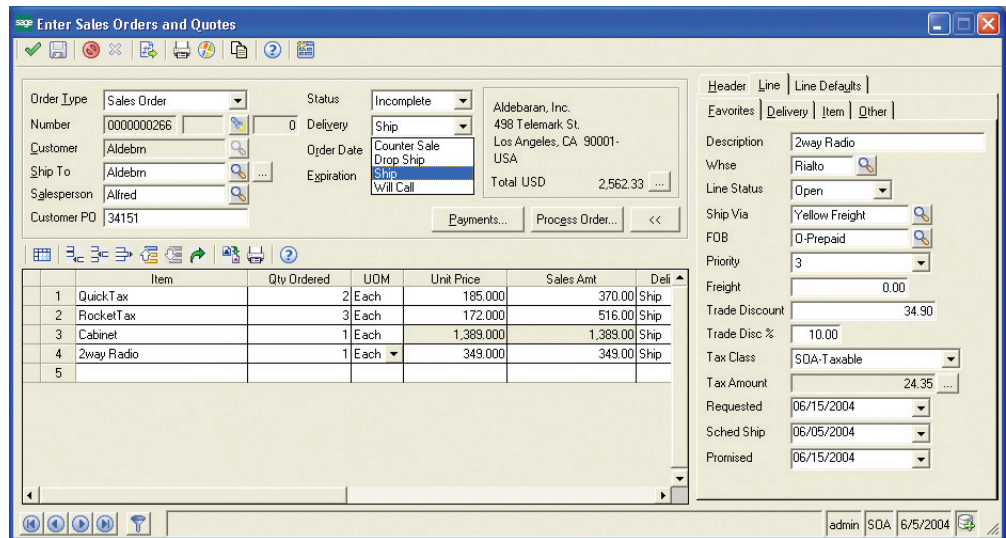 sage Enter Sales Orders and Quotes
Order Type Sales Order
Number 0000000266 0
Customer Aldebrn
Ship To Aldebrn ...
Salesperson Alfred
Customer PO 34151
Status Incomplete
Delivery Ship
Order Date
Expiration
Counter Sale
Drop Ship
Ship
Will Call
Aldebaran, Inc.
498 Telemark St.
Los Angeles, CA 90001-
USA
Total USD 2,562.33 ...
Payments... Process Order... <<
Item Qty Ordered UOM Unit Price Sales Amt Deli
1 QuickTax 2 Each 185.000 370.00 Ship
2 RocketTax 3 Each 172.000 516.00 Ship
3 Cabinet 1 Each 1,389.000 1,389.00 Ship
4 2way Radio 1 Each 349.000 349.00 Ship
5
Header Line Line Defaults
Favorites Delivery Item Other
Description 2way Radio
Whse Rialto
Line Status Open
Ship Via Yellow Freight
FOB O-Prepaid
Priority 3
Freight 0.00
Trade Discount 34.90
Trade Disc % 10.00
Tax Class SOA-Taxable
Tax Amount 24.35 ...
Requested 06/15/2004
Sched Ship 06/05/2004
Promised 06/15/2004
admin SOA 6/5/2004